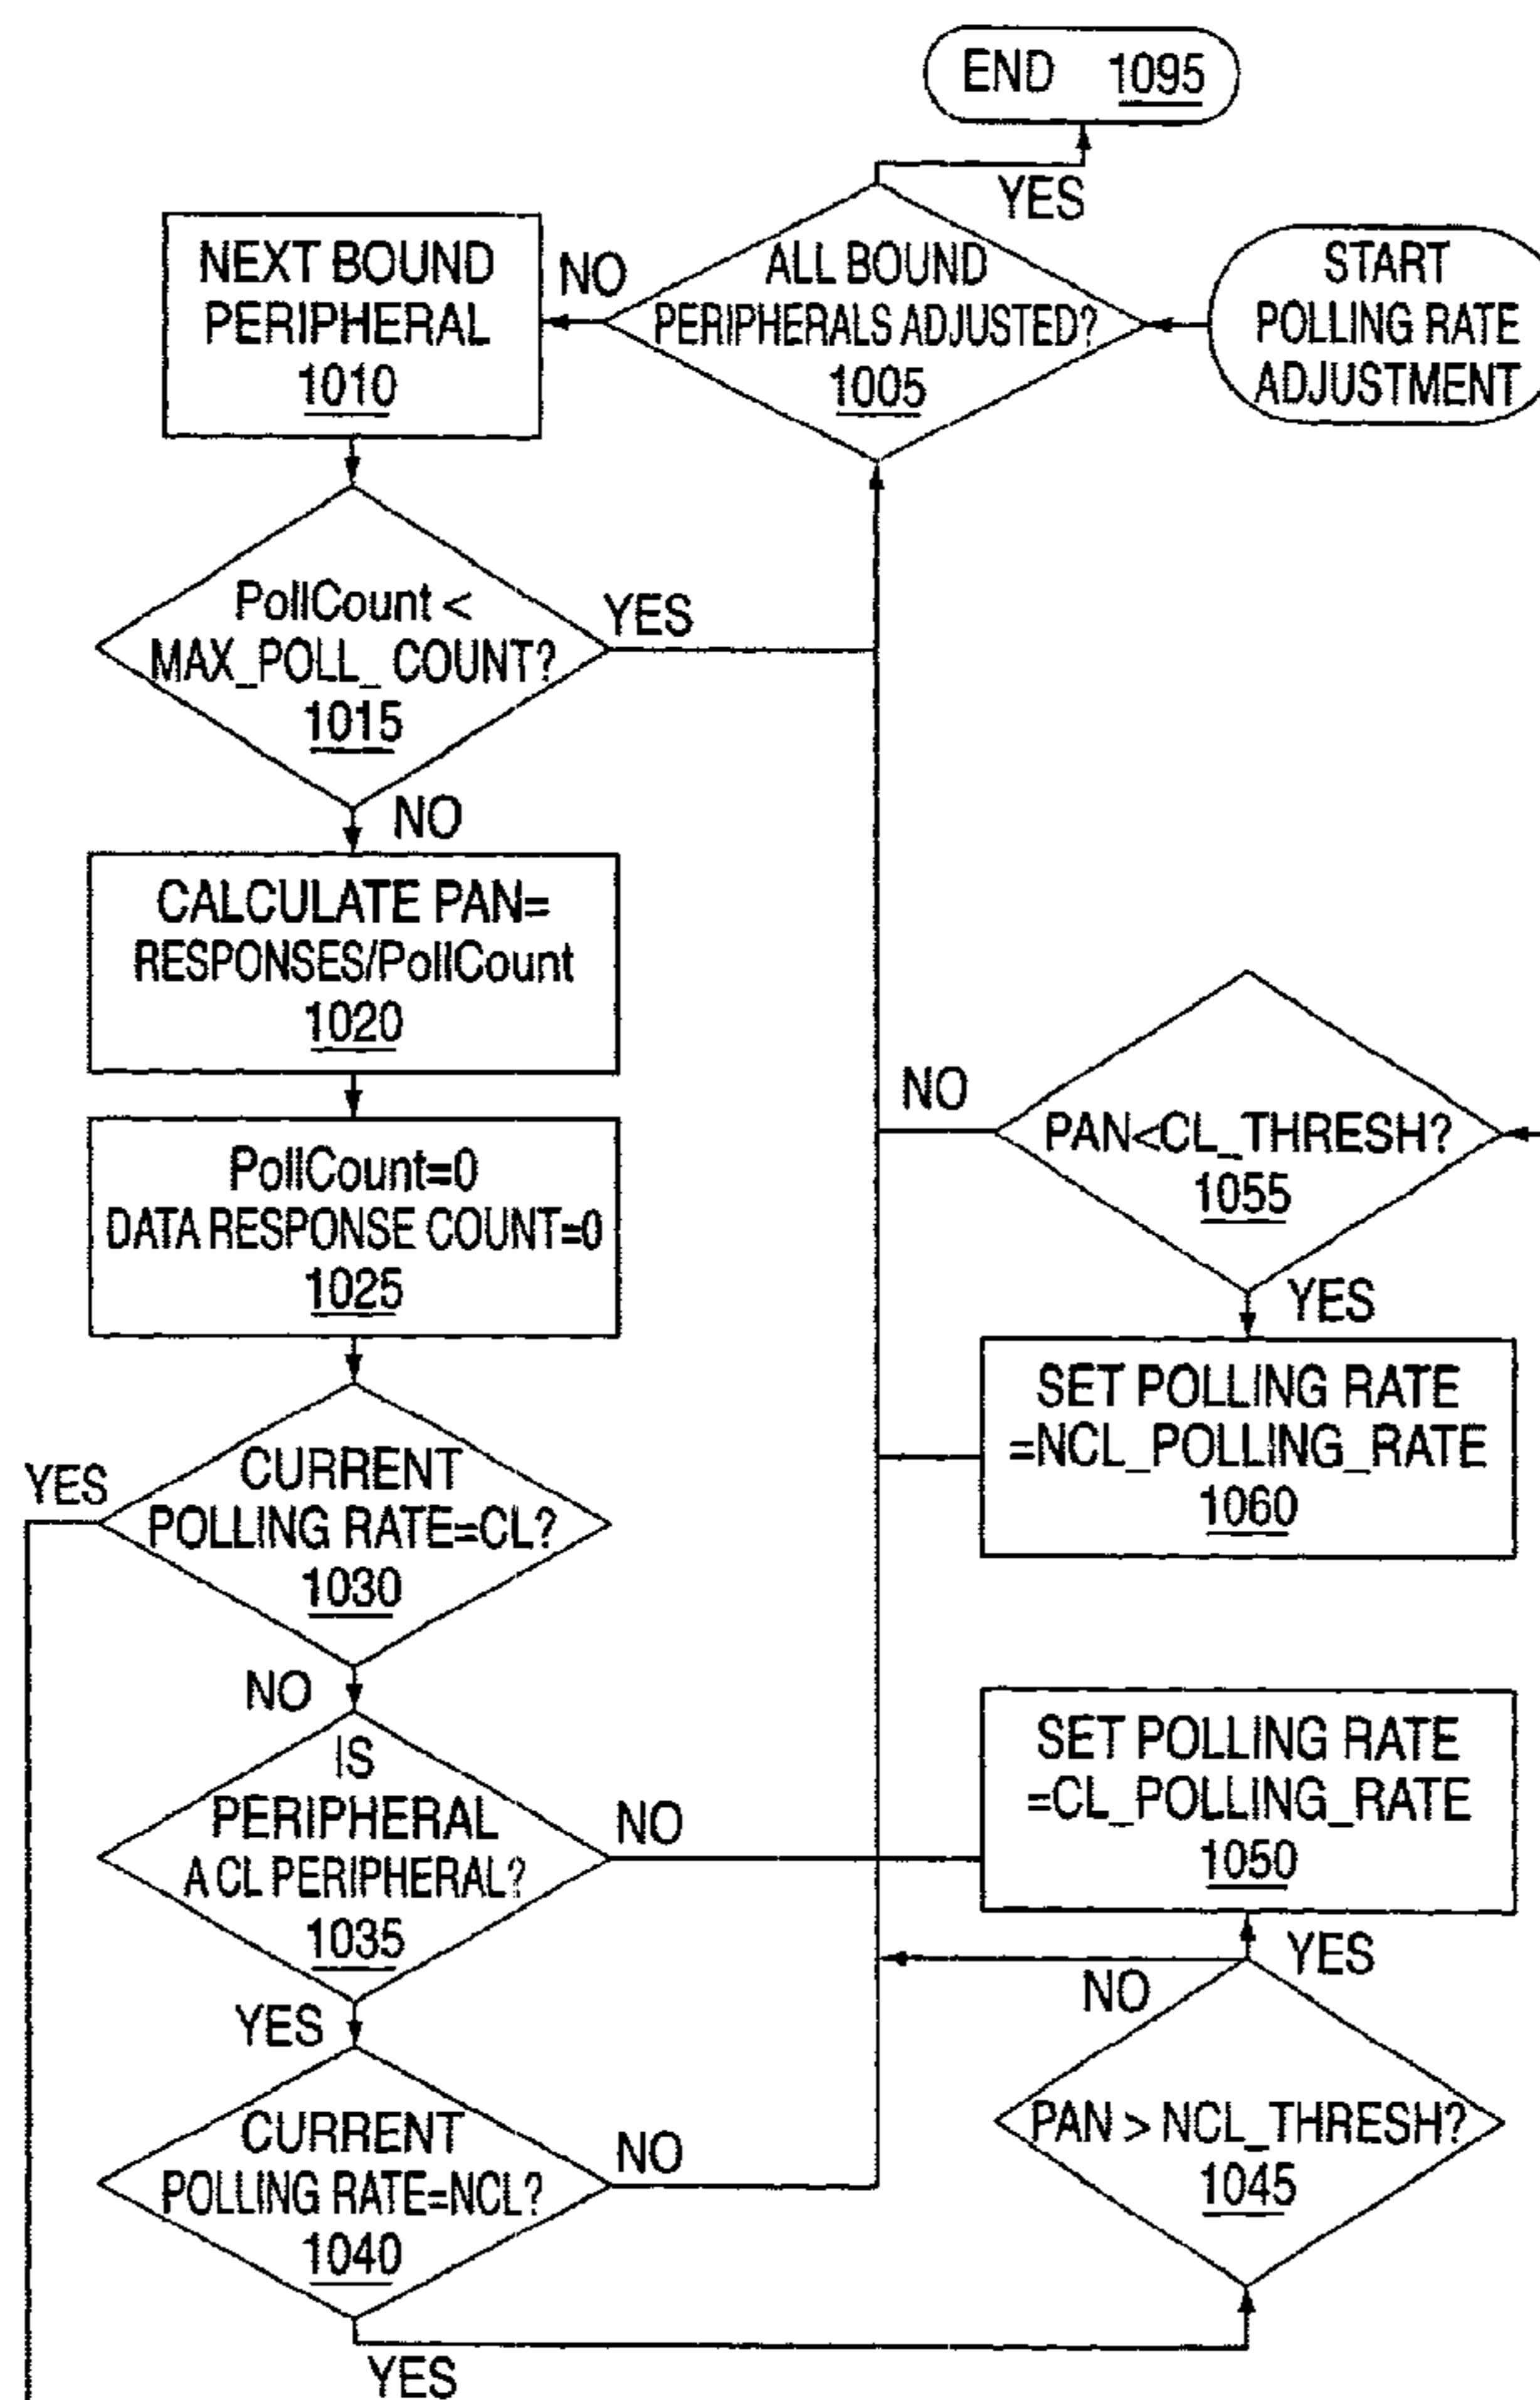 END 1095
YES
START
POLLING RATE
ADJUSTMENT
ALL BOUND
PERIPHERALS ADJUSTED?
1005
NO
NEXT BOUND
PERIPHERAL
1010
PollCount <
MAX_POLL_ COUNT?
1015
YES
NO
CALCULATE PAN=
RESPONSES/PollCount
1020
PollCount=0
DATA RESPONSE COUNT=0
1025
CURRENT
POLLING RATE=CL?
1030
YES
NO
IS
PERIPHERAL
A CL PERIPHERAL?
1035
NO
YES
CURRENT
POLLING RATE=NCL?
1040
NO
YES
NO
PAN<CL_THRESH?
1055
YES
SET POLLING RATE
=NCL_POLLING_RATE
1060
SET POLLING RATE
=CL_POLLING_RATE
1050
YES
NO
PAN > NCL_THRESH?
1045